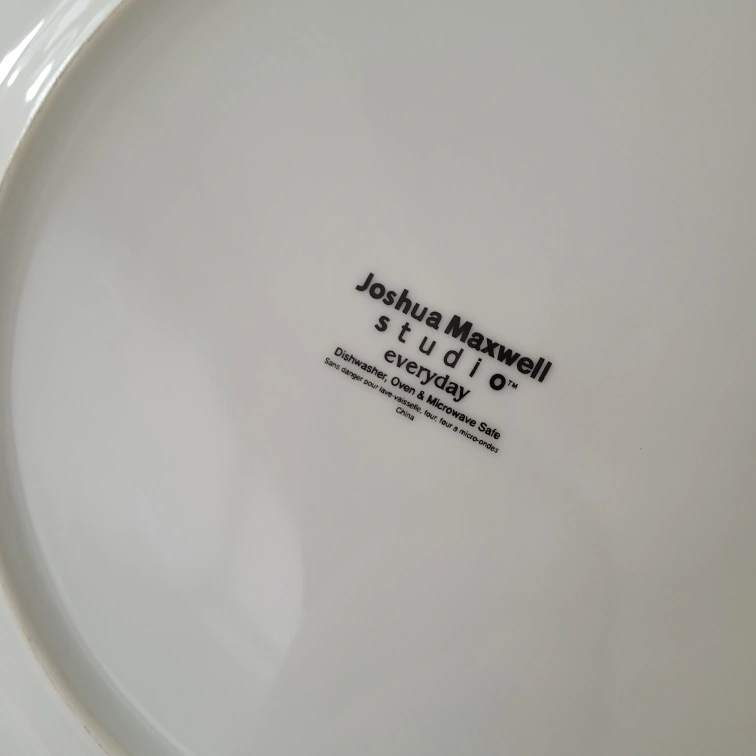 Joshua Maxwell
studio™
everyday
Dishwasher, Oven & Microwave Safe
Sans danger pour lave-vaisselle, four, four a micro-ondes
China